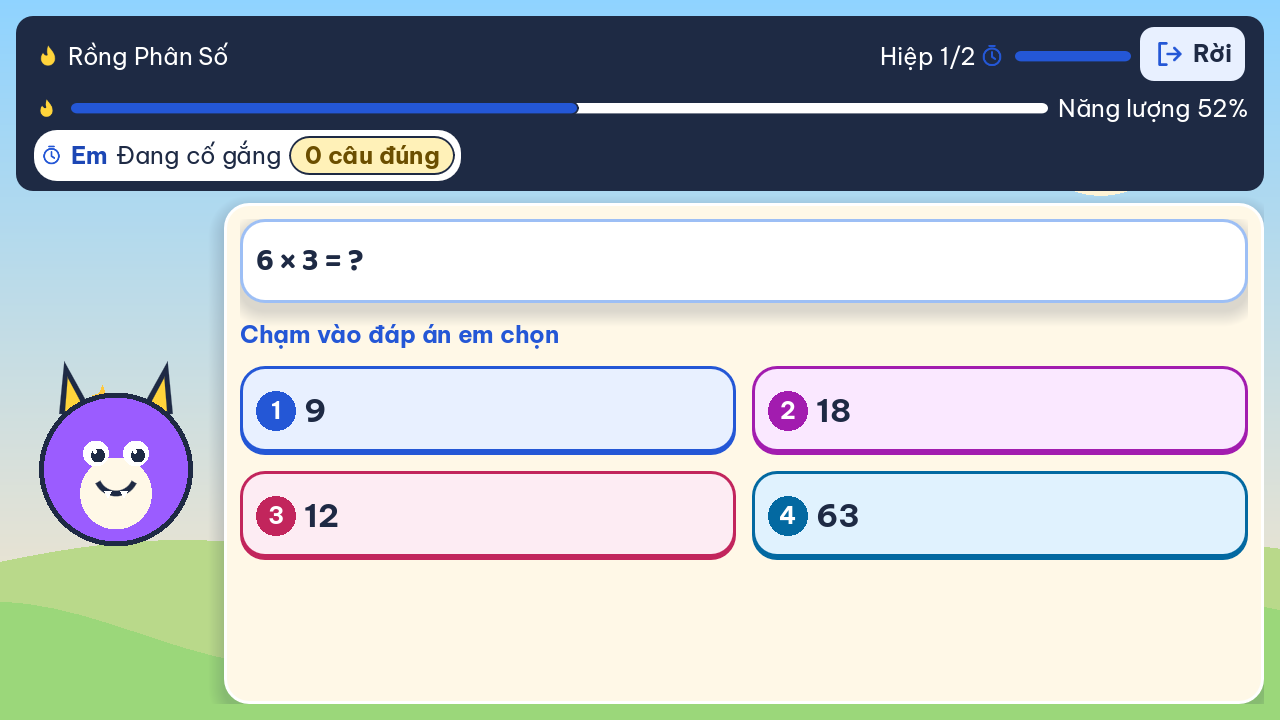 Rồng Phân Số
Hiệp 1/2
Rời
Năng lượng 52%
Em Đang cố gắng 0 câu đúng
6 × 3 = ?
Chạm vào đáp án em chọn
1 9
2 18
3 12
4 63